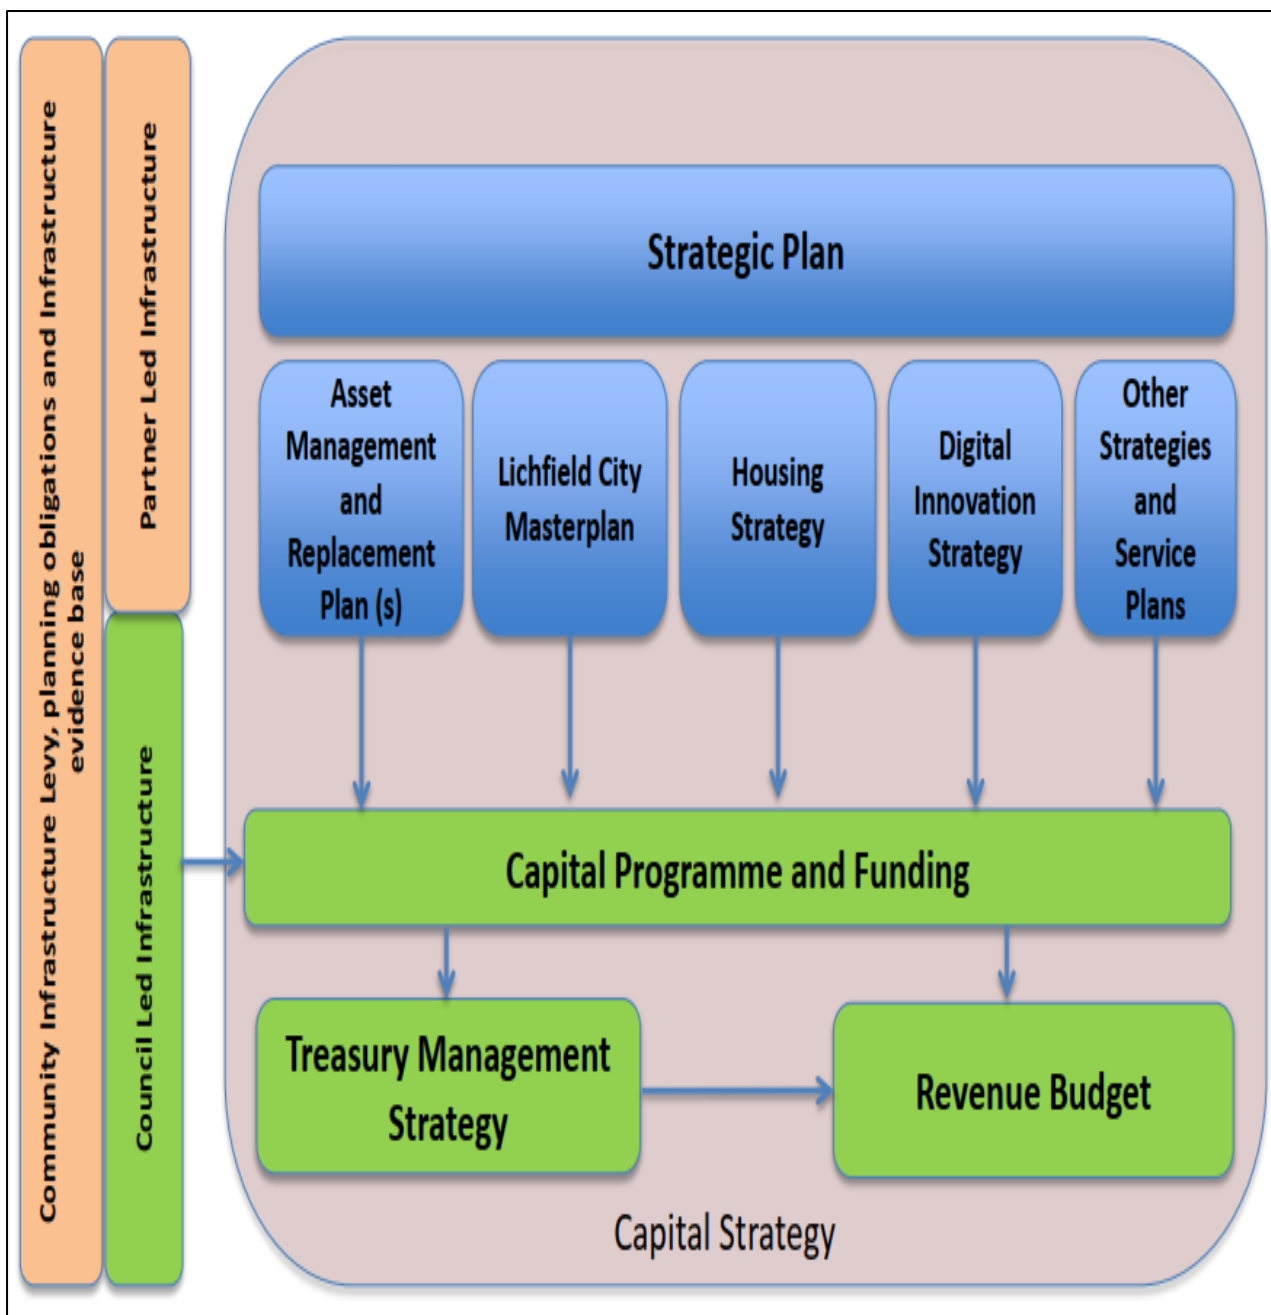 Community Infrastructure Levy, planning obligations and Infrastructure
evidence base
Partner Led Infrastructure
Council Led Infrastructure
Strategic Plan
Asset
Management
and
Replacement
Plan (s)
Lichfield City
Masterplan
Housing
Strategy
Digital
Innovation
Strategy
Other
Strategies
and
Service
Plans
Capital Programme and Funding
Treasury Management
Strategy
Revenue Budget
Capital Strategy